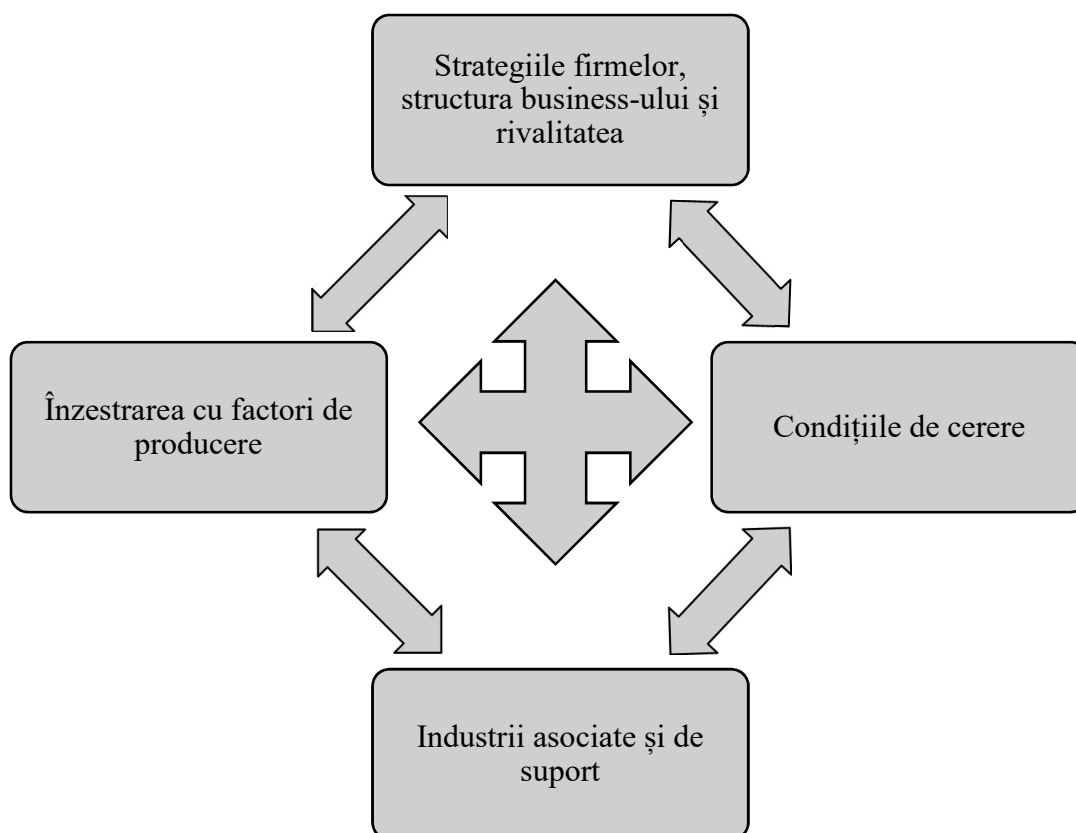 Strategiile firmelor,
structura business-ului și
rivalitatea
Înzestrarea cu factori de
producere
Condițiile de cerere
Industrii asociate și de
suport